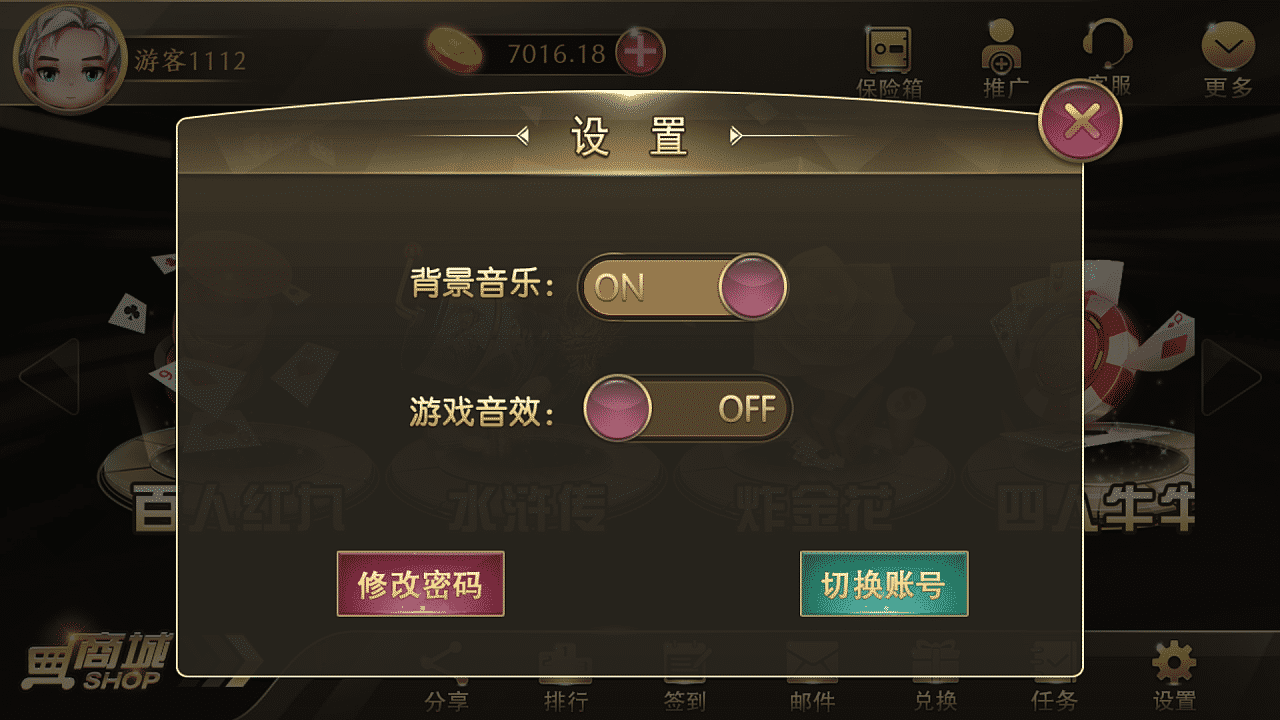 游客1112
7016.18
保险箱
推广
客服
更多
设 置
背景音乐：
ON
游戏音效：
OFF
百人红九
水浒传
炸金花
四人牛牛
修改密码
切换账号
商城
SHOP
分享
排行
签到
邮件
兑换
任务
设置